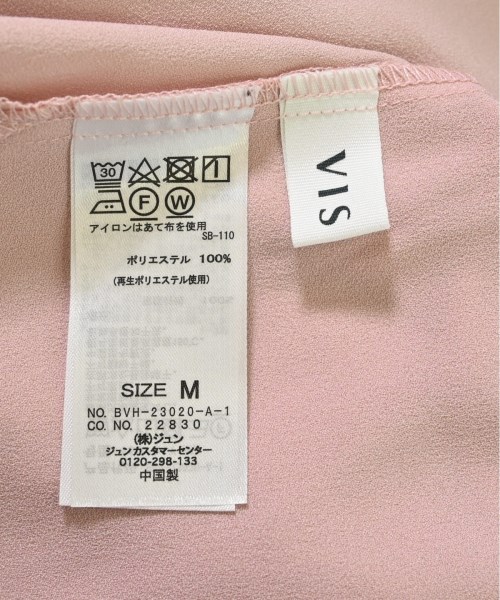 30
F W
アイロンはあて布を使用
SB-110
ポリエステル 100%
(再生ポリエステル使用)
SIZE M
NO. BVH-23020-A-1
CO. NO. 22830
(株)ジュン
ジュンカスタマーセンター
0120-298-133
中国製
VIS